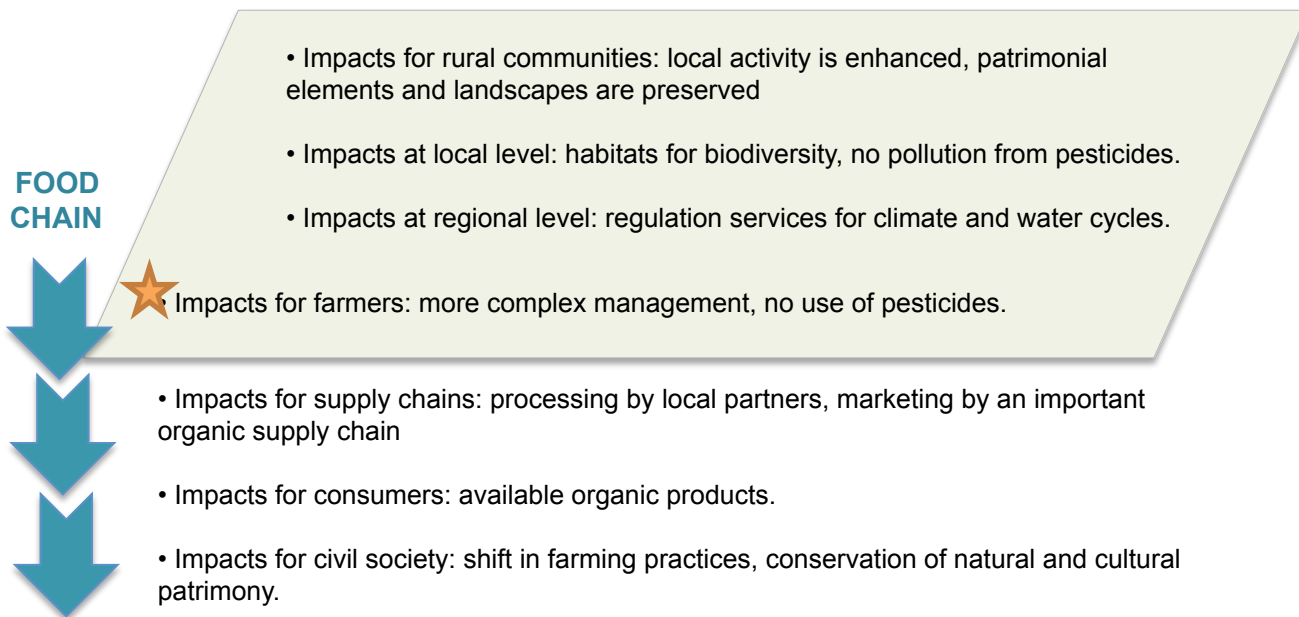 • Impacts for rural communities: local activity is enhanced, patrimonial
elements and landscapes are preserved
• Impacts at local level: habitats for biodiversity, no pollution from pesticides.
FOOD
CHAIN
• Impacts at regional level: regulation services for climate and water cycles.
• Impacts for farmers: more complex management, no use of pesticides.
• Impacts for supply chains: processing by local partners, marketing by an important
organic supply chain
• Impacts for consumers: available organic products.
• Impacts for civil society: shift in farming practices, conservation of natural and cultural
patrimony.